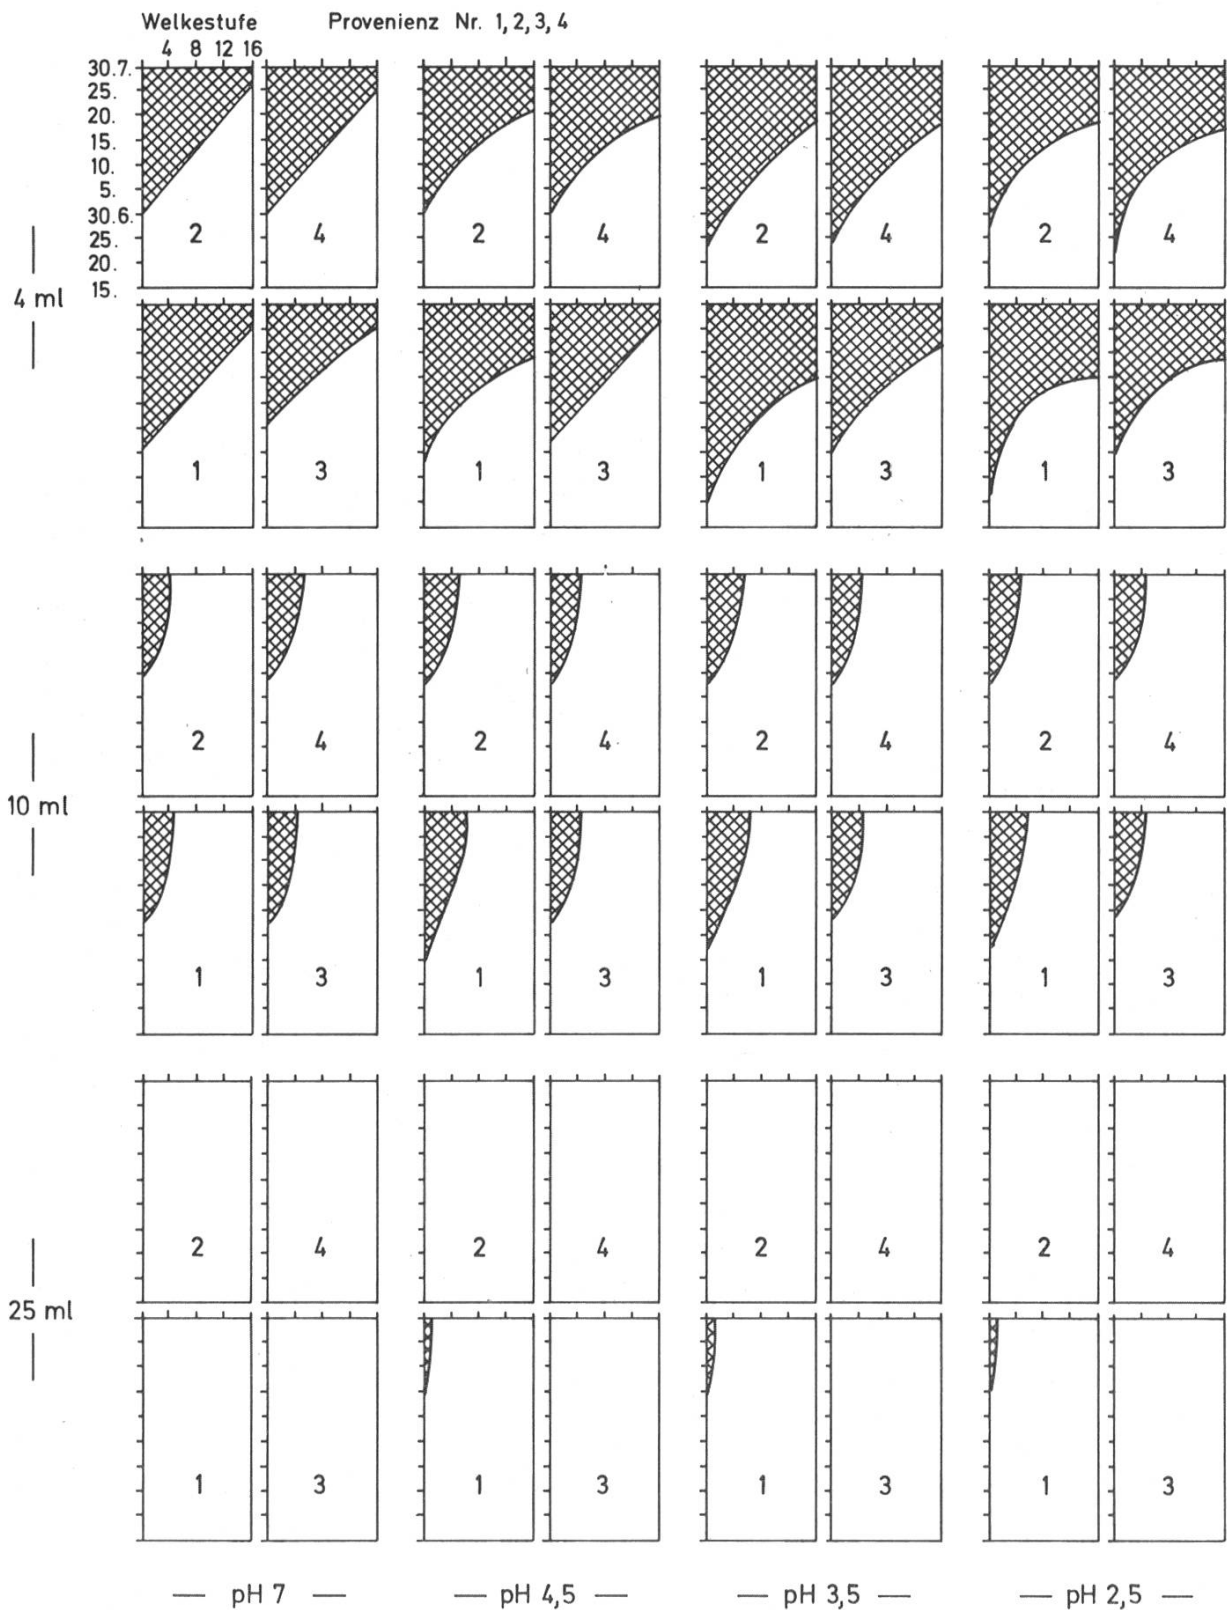 Welkestufe Provenienz Nr. 1, 2, 3, 4
4 8 12 16
30.7.
25.
20.
15.
10.
5.
30.6.
25.
20.
15.
2 4 2 4 2 4 2 4
4 ml
1 3 1 3 1 3 1 3
2 4 2 4 2 4 2 4
10 ml
1 3 1 3 1 3 1 3
2 4 2 4 2 4 2 4
25 ml
1 3 1 3 1 3 1 3
— pH 7 — — pH 4,5 — — pH 3,5 — — pH 2,5 —